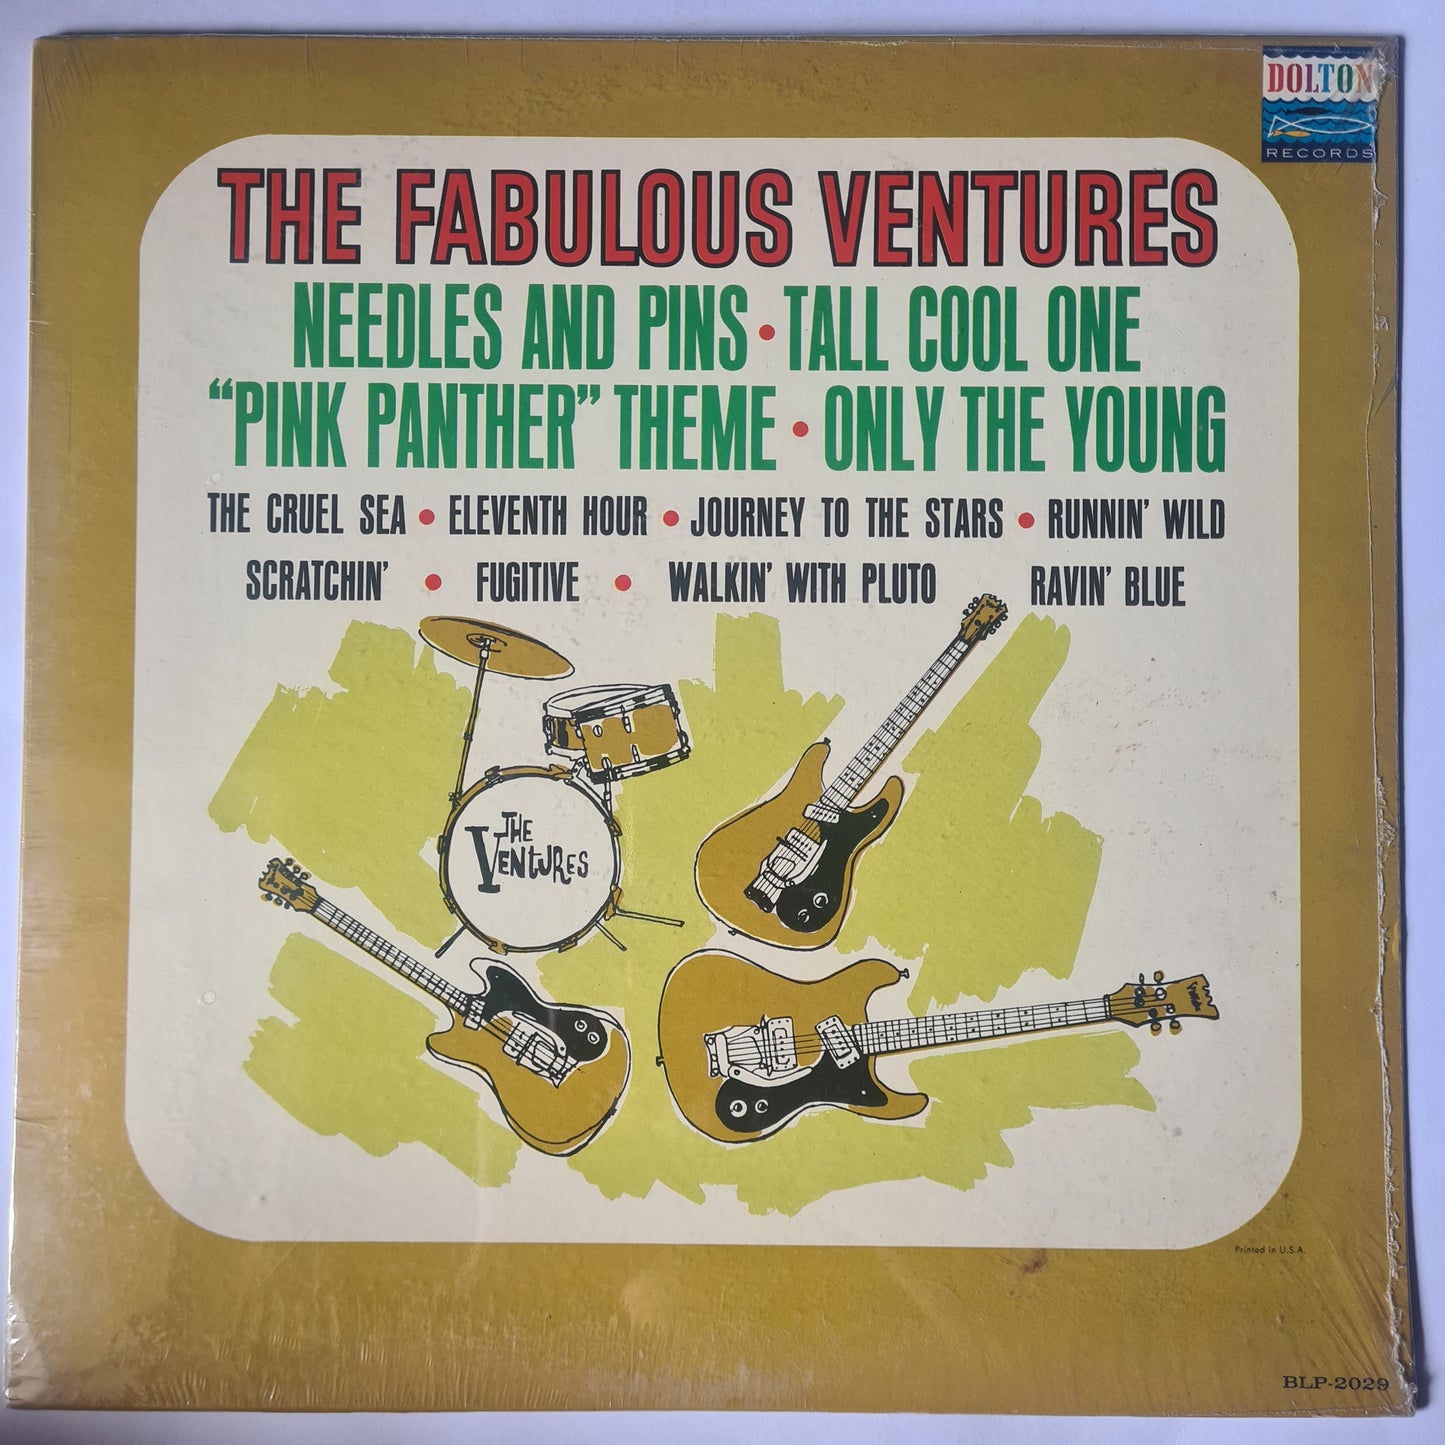 DOLTON
RECORDS
THE FABULOUS VENTURES
NEEDLES AND PINS • TALL COOL ONE
“PINK PANTHER” THEME • ONLY THE YOUNG
THE CRUEL SEA • ELEVENTH HOUR • JOURNEY TO THE STARS • RUNNIN’ WILD
SCRATCHIN’ • FUGITIVE • WALKIN’ WITH PLUTO RAVIN’ BLUE
THE
VENTURES
Printed in U.S.A.
BLP-2029